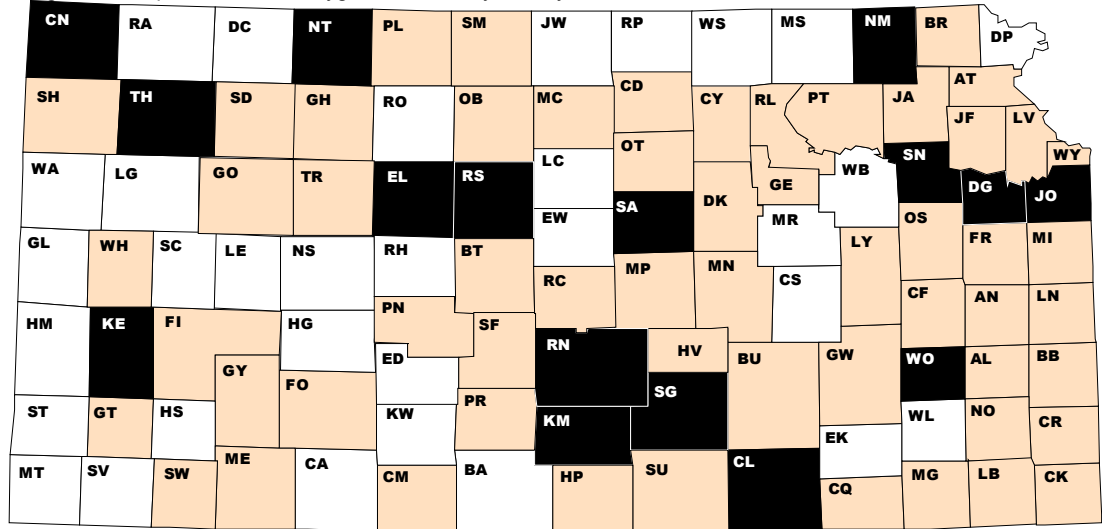 CN RA DC NT PL SM JW RP WS MS NM BR DP
SH TH SD GH RO OB MC CD CY RL PT JA AT
JF LV
WA LG GO TR EL RS LC OT WB SN WY
SA DK GE DG JO
GL WH SC LE NS RH BT EW MR LY OS FR MI
RC MP MN CS
HM KE FI HG PN SF CF AN LN
RN HV
GY FO ED BU GW WO AL BB
ST GT HS KW PR KM SG WL NO CR
EK
MT SV SW ME CA CM BA HP SU CL CQ MG LB CK